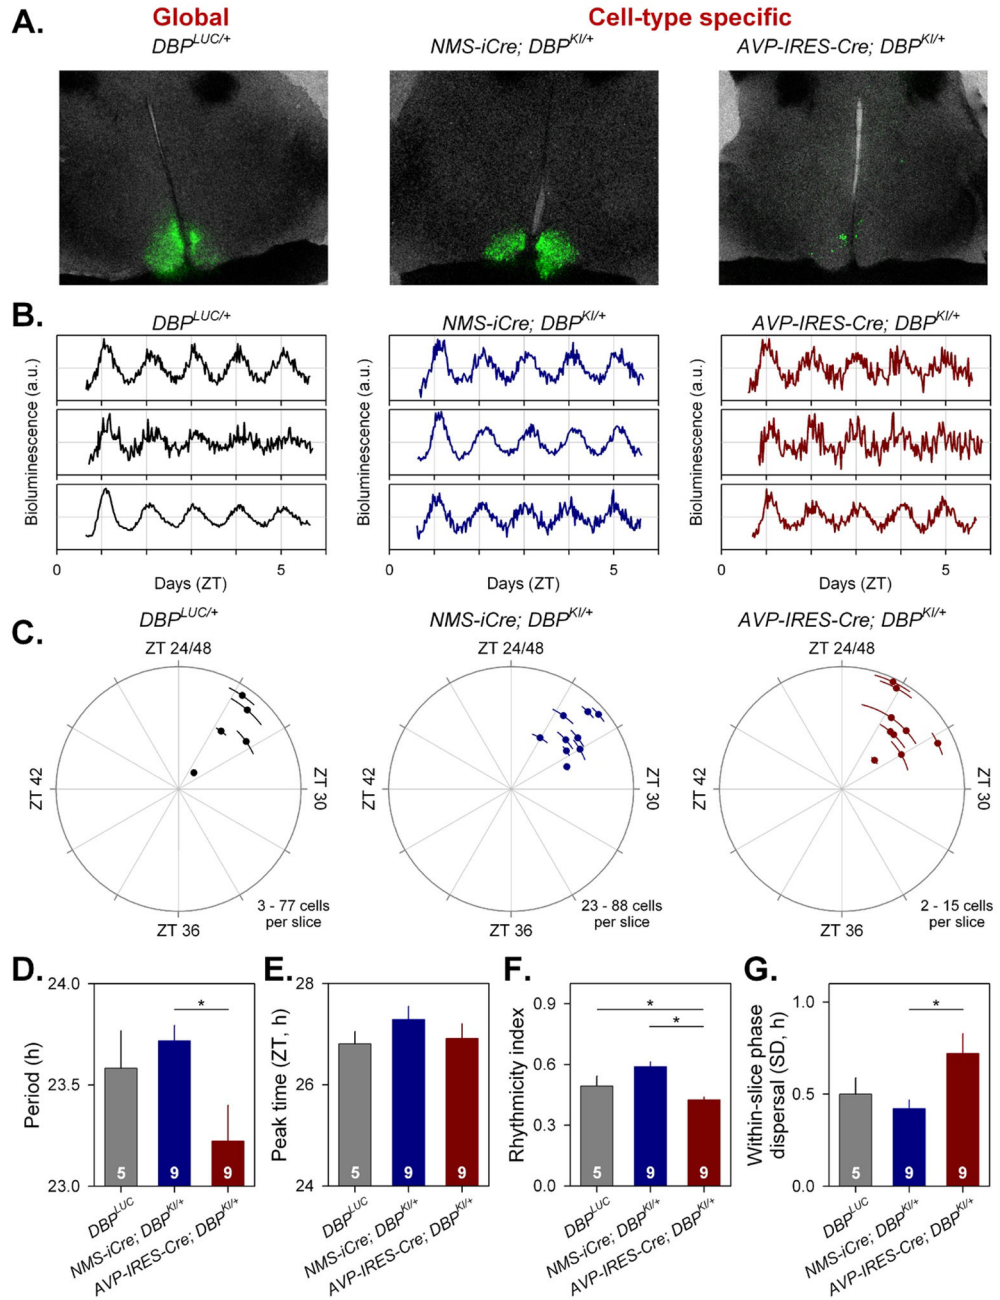 A.
Global
Cell-type specific
DBP^LUC/+
NMS-iCre; DBP^KI/+
AVP-IRES-Cre; DBP^KI/+
B.
DBP^LUC/+
NMS-iCre; DBP^KI/+
AVP-IRES-Cre; DBP^KI/+
Bioluminescence (a.u.)
Bioluminescence (a.u.)
Bioluminescence (a.u.)
0 5
0 5
0 5
Days (ZT)
Days (ZT)
Days (ZT)
C.
DBP^LUC/+
NMS-iCre; DBP^KI/+
AVP-IRES-Cre; DBP^KI/+
ZT 24/48
ZT 24/48
ZT 24/48
ZT 42
ZT 30
ZT 42
ZT 30
ZT 42
ZT 30
3 - 77 cells
per slice
23 - 88 cells
per slice
2 - 15 cells
per slice
ZT 36
ZT 36
ZT 36
D.
Period (h)
24.0
23.5
23.0
*
5 9 9
DBP^LUC
NMS-iCre; DBP^KI/+
AVP-IRES-Cre; DBP^KI/+
E.
Peak time (ZT, h)
28
26
24
5 9 9
DBP^LUC
NMS-iCre; DBP^KI/+
AVP-IRES-Cre; DBP^KI/+
F.
Rhythmicity index
0.9
0.6
0.3
0.0
*
*
5 9 9
DBP^LUC
NMS-iCre; DBP^KI/+
AVP-IRES-Cre; DBP^KI/+
G.
Within-slice phase
dispersal (SD, h)
1.0
0.5
0.0
*
5 9 9
DBP^LUC
NMS-iCre; DBP^KI/+
AVP-IRES-Cre; DBP^KI/+